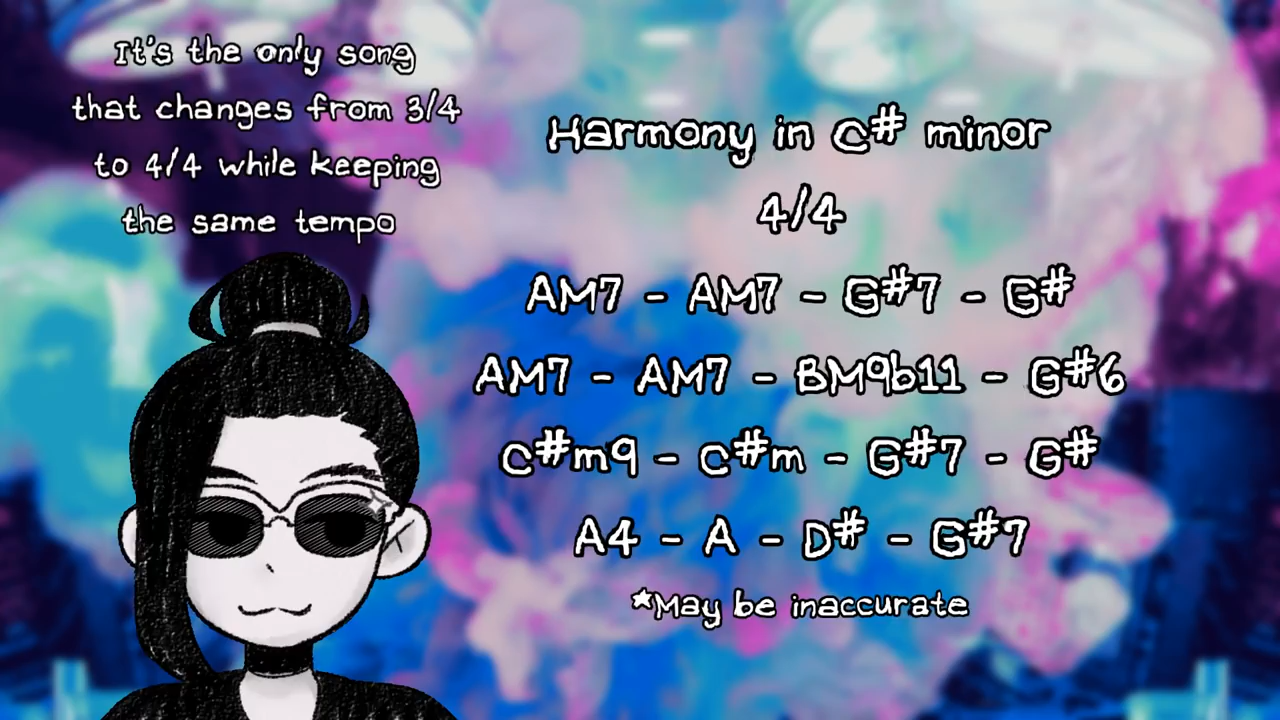 It's the only song
that changes from 3/4
to 4/4 while keeping
the same tempo
Harmony in C# minor
4/4
AM7 - AM7 - G#7 - G#
AM7 - AM7 - BM9b11 - G#6
C#m9 - C#m - G#7 - G#
A4 - A - D# - G#7
*May be inaccurate